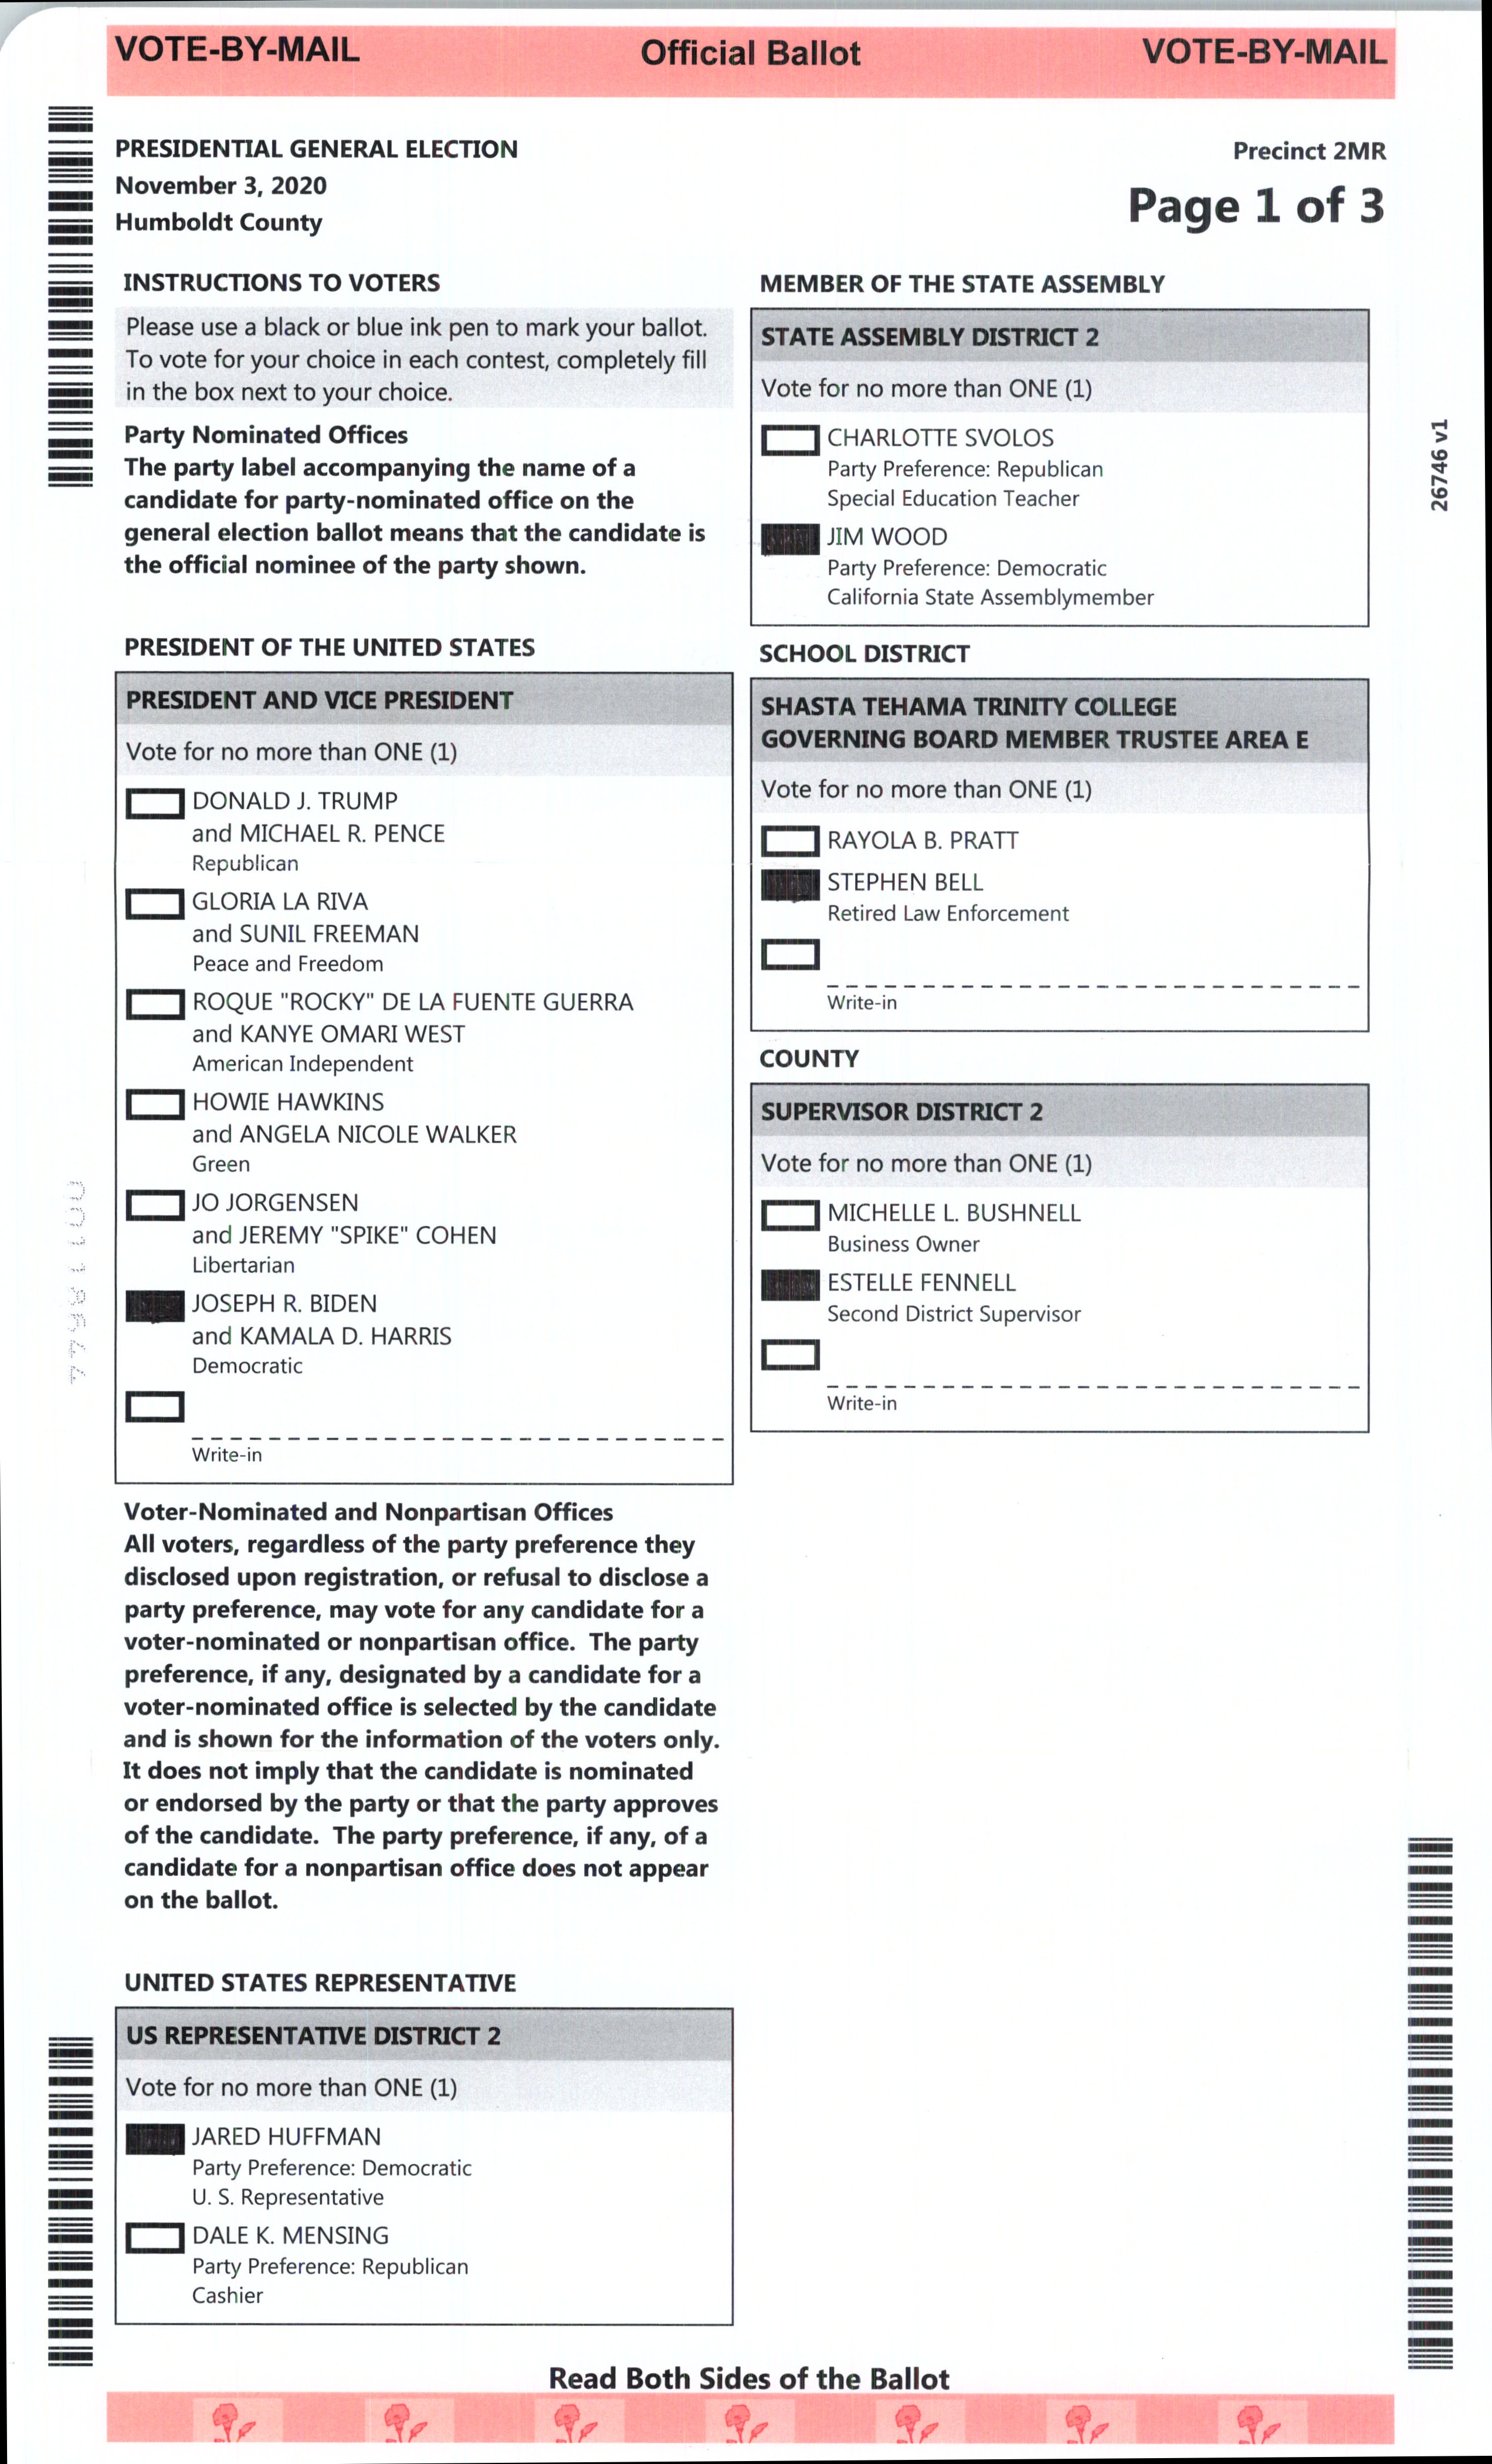 VOTE-BY-MAIL Official Ballot VOTE-BY-MAIL
PRESIDENTIAL GENERAL ELECTION
November 3, 2020
Humboldt County
Precinct 2MR
Page 1 of 3
INSTRUCTIONS TO VOTERS
Please use a black or blue ink pen to mark your ballot.
To vote for your choice in each contest, completely fill
in the box next to your choice.
Party Nominated Offices
The party label accompanying the name of a
candidate for party-nominated office on the
general election ballot means that the candidate is
the official nominee of the party shown.
PRESIDENT OF THE UNITED STATES
PRESIDENT AND VICE PRESIDENT
Vote for no more than ONE (1)
DONALD J. TRUMP
and MICHAEL R. PENCE
Republican
GLORIA LA RIVA
and SUNIL FREEMAN
Peace and Freedom
ROQUE "ROCKY" DE LA FUENTE GUERRA
and KANYE OMARI WEST
American Independent
HOWIE HAWKINS
and ANGELA NICOLE WALKER
Green
JO JORGENSEN
and JEREMY "SPIKE" COHEN
Libertarian
JOSEPH R. BIDEN
and KAMALA D. HARRIS
Democratic
Write-in
Voter-Nominated and Nonpartisan Offices
All voters, regardless of the party preference they
disclosed upon registration, or refusal to disclose a
party preference, may vote for any candidate for a
voter-nominated or nonpartisan office. The party
preference, if any, designated by a candidate for a
voter-nominated office is selected by the candidate
and is shown for the information of the voters only.
It does not imply that the candidate is nominated
or endorsed by the party or that the party approves
of the candidate. The party preference, if any, of a
candidate for a nonpartisan office does not appear
on the ballot.
UNITED STATES REPRESENTATIVE
US REPRESENTATIVE DISTRICT 2
Vote for no more than ONE (1)
JARED HUFFMAN
Party Preference: Democratic
U. S. Representative
DALE K. MENSING
Party Preference: Republican
Cashier
MEMBER OF THE STATE ASSEMBLY
STATE ASSEMBLY DISTRICT 2
Vote for no more than ONE (1)
CHARLOTTE SVOLOS
Party Preference: Republican
Special Education Teacher
JIM WOOD
Party Preference: Democratic
California State Assemblymember
SCHOOL DISTRICT
SHASTA TEHAMA TRINITY COLLEGE
GOVERNING BOARD MEMBER TRUSTEE AREA E
Vote for no more than ONE (1)
RAYOLA B. PRATT
STEPHEN BELL
Retired Law Enforcement
Write-in
COUNTY
SUPERVISOR DISTRICT 2
Vote for no more than ONE (1)
MICHELLE L. BUSHNELL
Business Owner
ESTELLE FENNELL
Second District Supervisor
Write-in
26746 v1
Read Both Sides of the Ballot